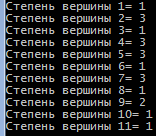 Степень вершины 1= 1
Степень вершины 2= 3
Степень вершины 3= 1
Степень вершины 4= 3
Степень вершины 5= 3
Степень вершины 6= 1
Степень вершины 7= 3
Степень вершины 8= 1
Степень вершины 9= 2
Степень вершины 10= 1
Степень вершины 11= 1